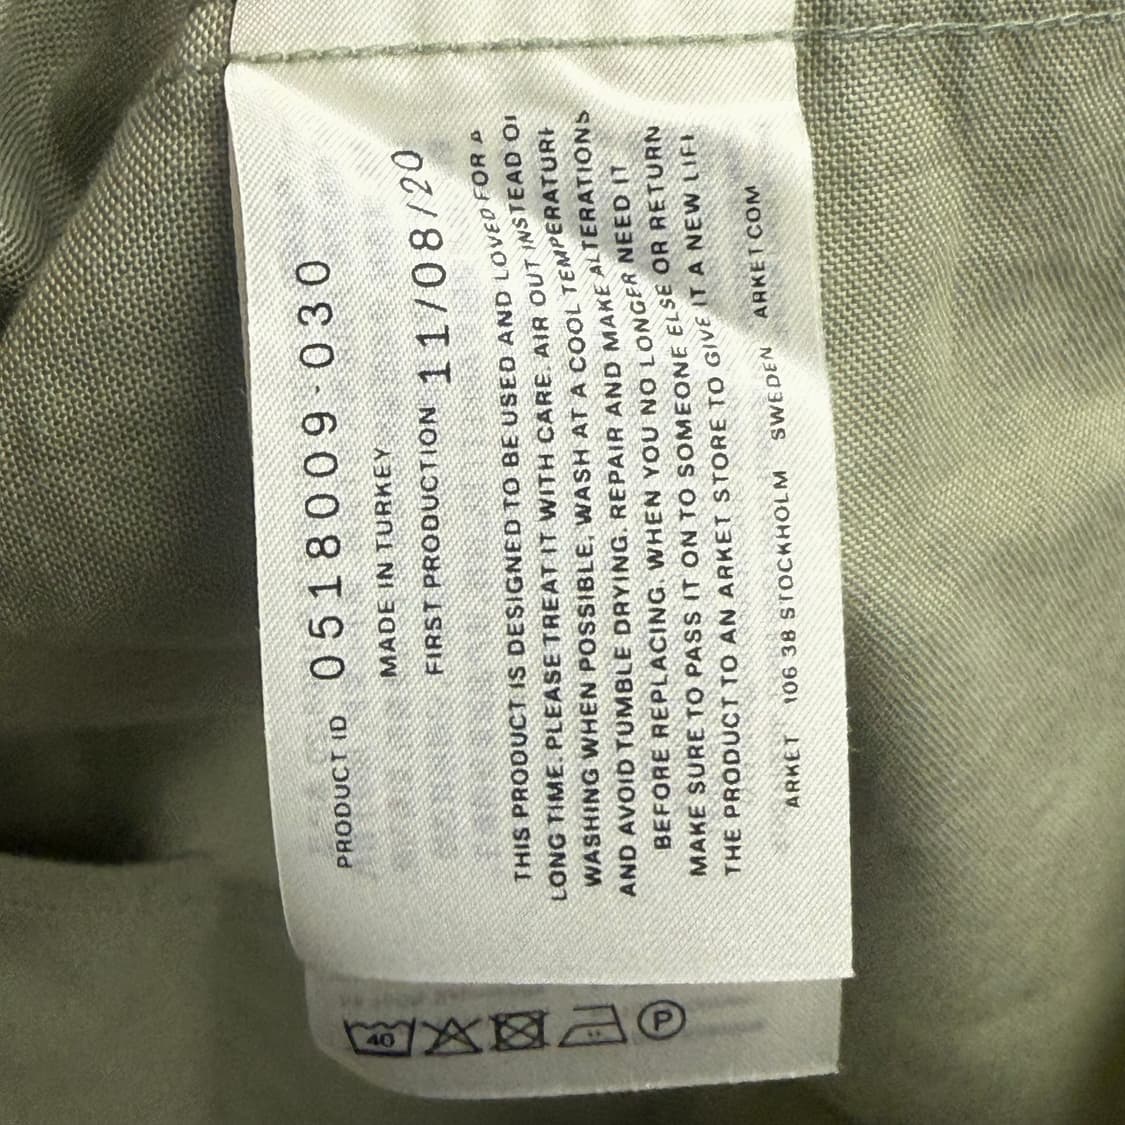 PRODUCT ID 0518009-030
MADE IN TURKEY
FIRST PRODUCTION 11/08/20
THIS PRODUCT IS DESIGNED TO BE USED AND LOVED FOR A
LONG TIME. PLEASE TREAT IT WITH CARE. AIR OUT INSTEAD
WASHING WHEN POSSIBLE. WASH AT A COOL TEMPERATURE
AND AVOID TUMBLE DRYING. REPAIR AND MAKE ALTERATIONS
BEFORE REPLACING. WHEN YOU NO LONGER NEED IT
MAKE SURE TO PASS IT ON TO SOMEONE ELSE OR RETURN
THE PRODUCT TO AN ARKET STORE TO GIVE IT A NEW LIFE
ARKET 106 38 STOCKHOLM SWEDEN ARKET.COM
40 P